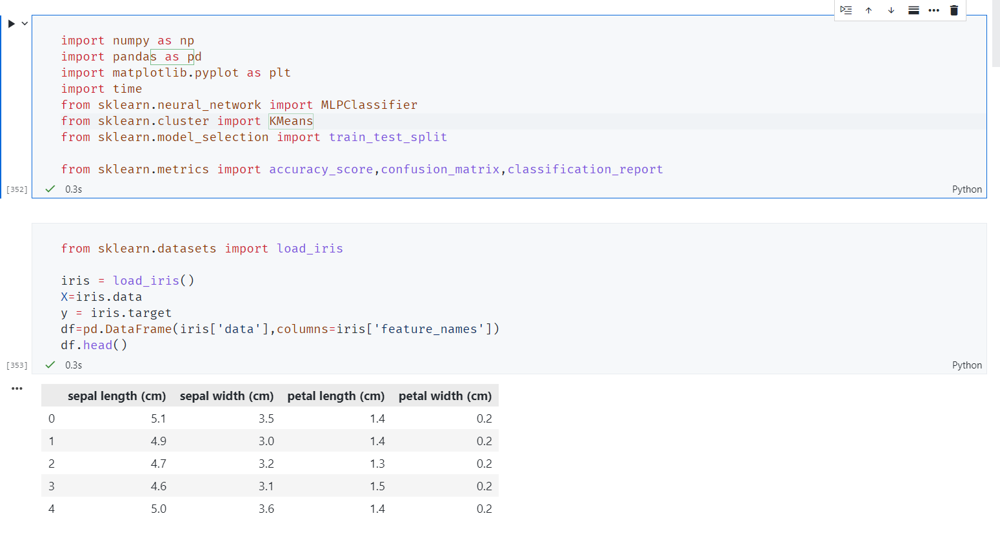 import numpy as np
import pandas as pd
import matplotlib.pyplot as plt
import time
from sklearn.neural_network import MLPClassifier
from sklearn.cluster import KMeans
from sklearn.model_selection import train_test_split
from sklearn.metrics import accuracy_score,confusion_matrix,classification_report
[352] 0.3s Python
from sklearn.datasets import load_iris
iris = load_iris()
X=iris.data
y = iris.target
df=pd.DataFrame(iris['data'],columns=iris['feature_names'])
df.head()
[353] 0.3s Python
sepal length (cm) sepal width (cm) petal length (cm) petal width (cm)
0 5.1 3.5 1.4 0.2
1 4.9 3.0 1.4 0.2
2 4.7 3.2 1.3 0.2
3 4.6 3.1 1.5 0.2
4 5.0 3.6 1.4 0.2